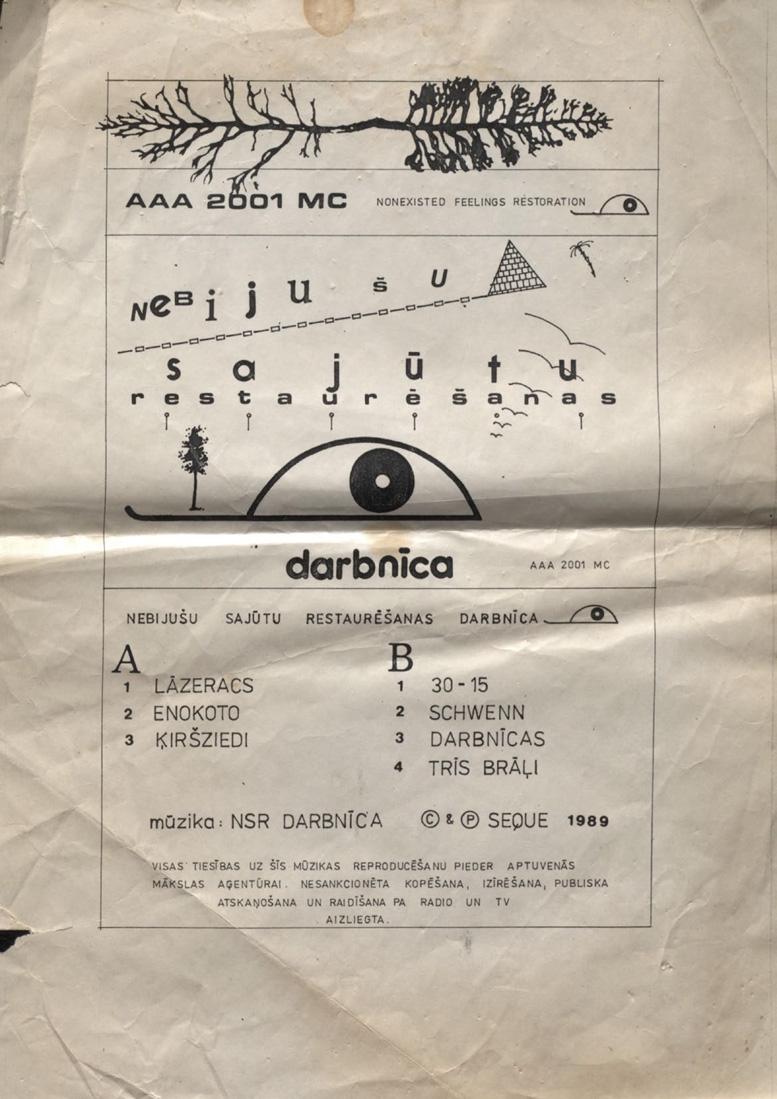 AAA 2001 MC NONEXISTED FEELINGS RESTORATION
NeBijušu
sajūtu
restaurēšanas
darbnīca AAA 2001 MC
NEBIJUŠU SAJŪTU RESTAURĒŠANAS DARBNĪCA
A B
1 LĀZERACS 1 30-15
2 ENOKOTO 2 SCHWENN
3 ĶIRŠZIEDI 3 DARBNĪCAS
4 TRĪS BRĀĻI
mūzika: NSR DARBNĪCA © & ℗ SEQUE 1989
VISAS TIESĪBAS UZ ŠĪS MŪZIKAS REPRODUCĒŠANU PIEDER APTUVENĀS
MĀKSLAS AĢENTŪRAI. NESANKCIONĒTA KOPĒŠANA, IZĪRĒŠANA, PUBLISKA
ATSKAŅOŠANA UN RAIDĪŠANA PA RADIO UN TV
AIZLIEGTA.